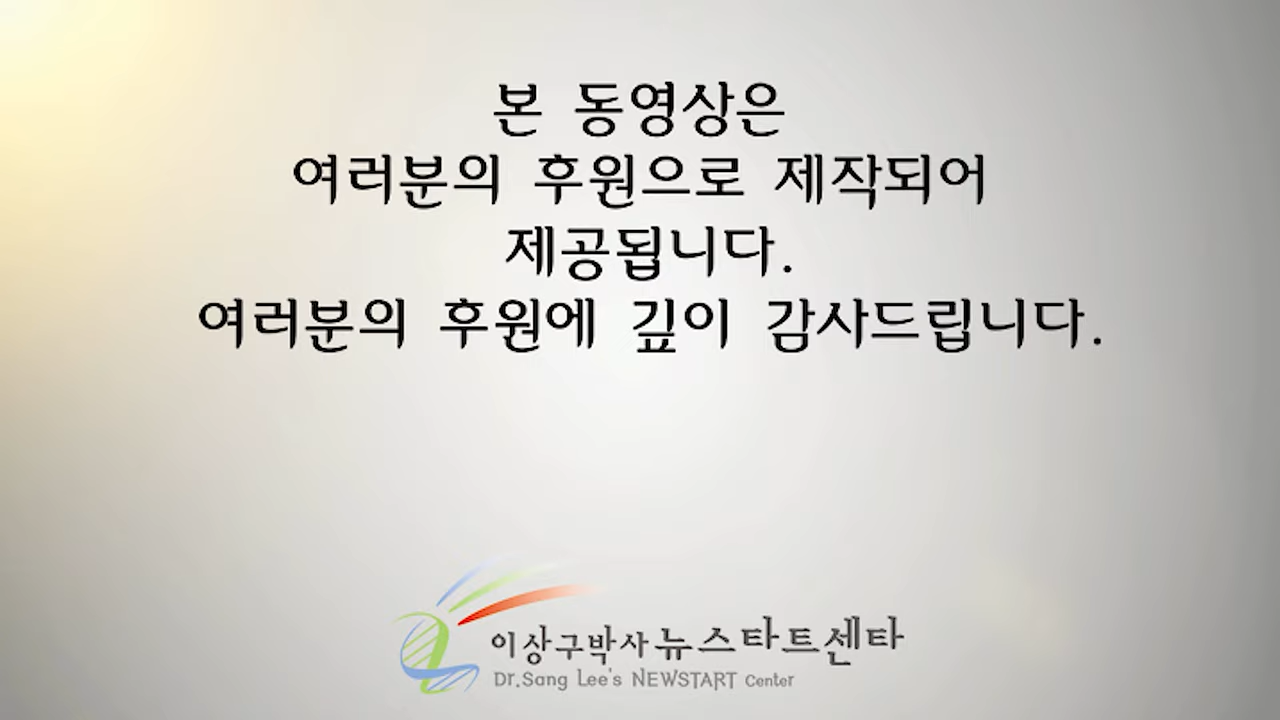 본 동영상은
여러분의 후원으로 제작되어
제공됩니다.
여러분의 후원에 깊이 감사드립니다.
이상구박사 뉴스타트센타
Dr.Sang Lee's NEWSTART Center